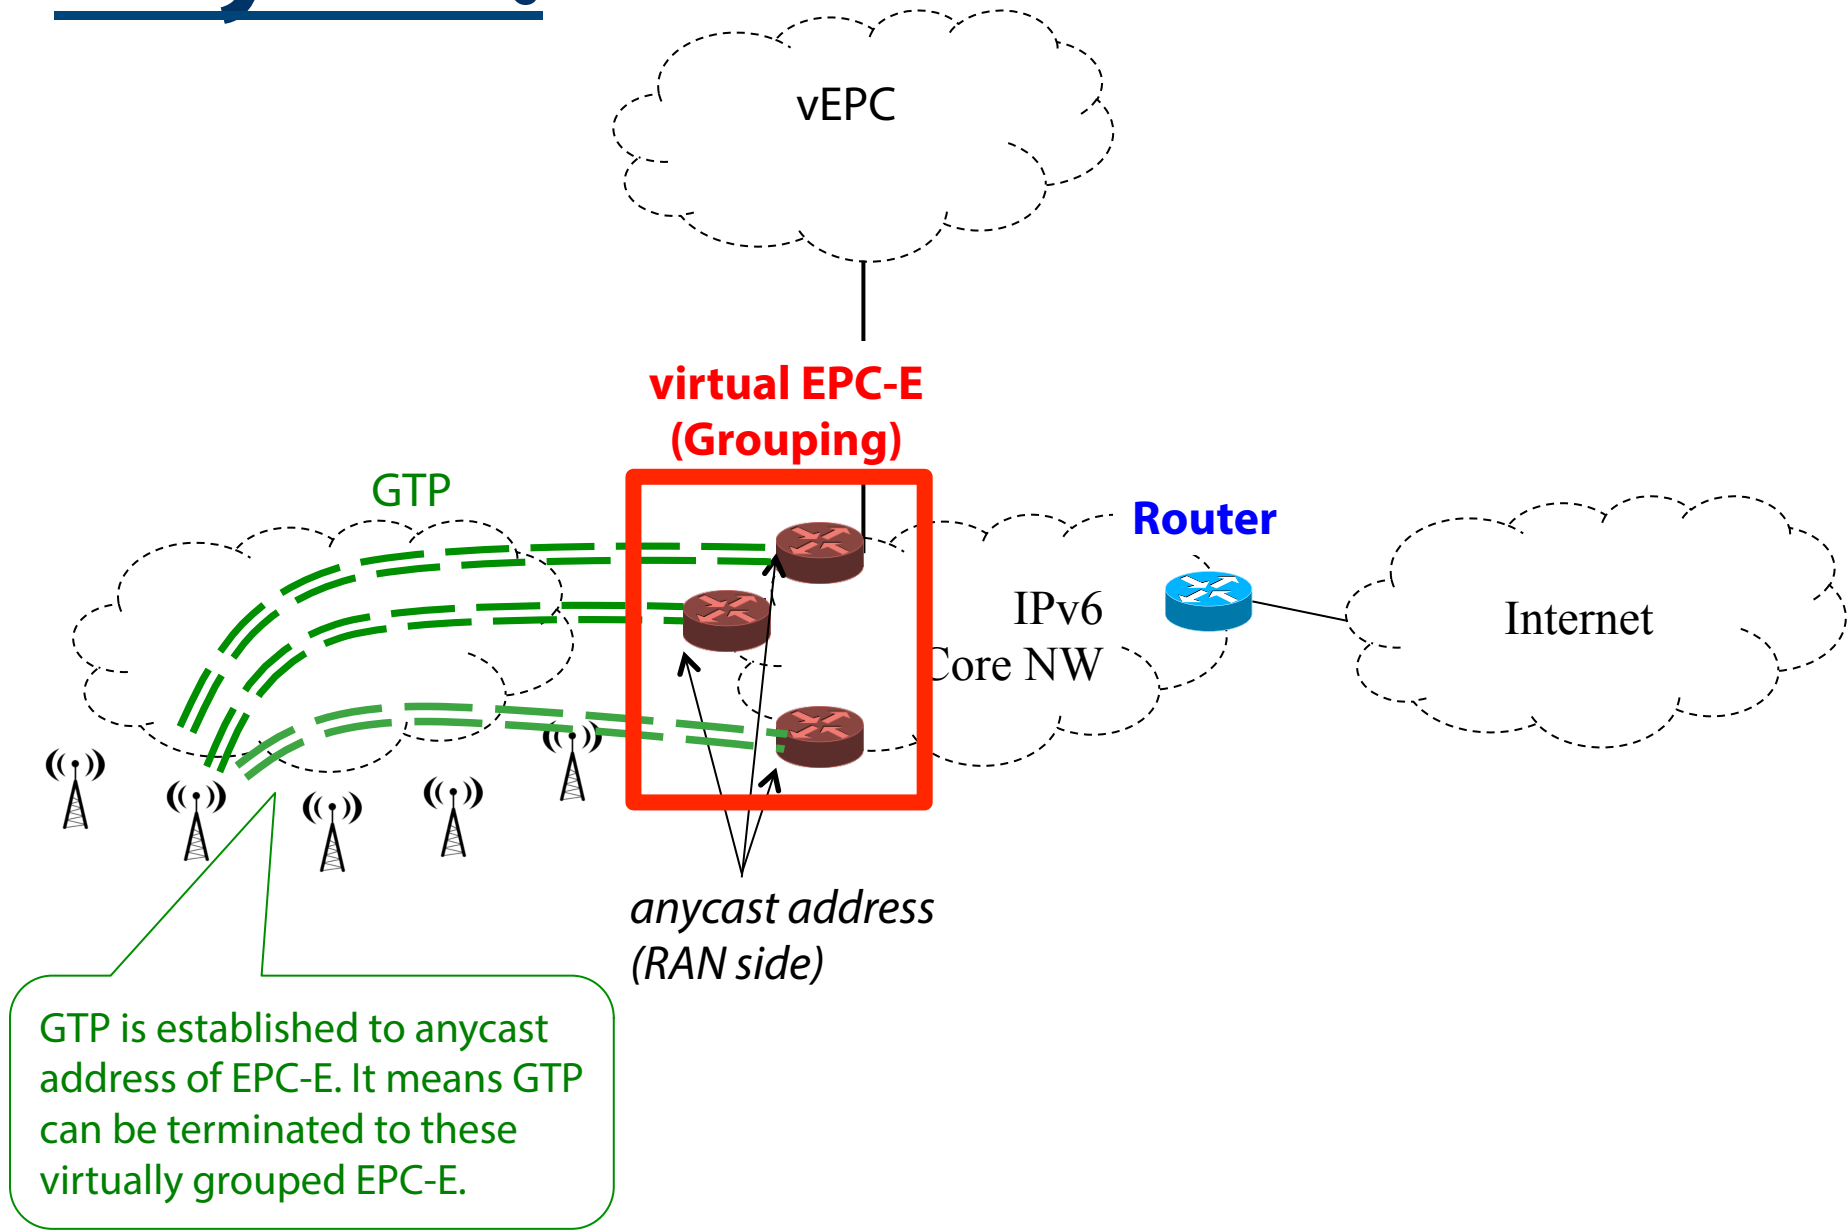 vEPC
virtual EPC-E
(Grouping)
GTP
Router
IPv6
Core NW
Internet
anycast address
(RAN side)
GTP is established to anycast
address of EPC-E. It means GTP
can be terminated to these
virtually grouped EPC-E.